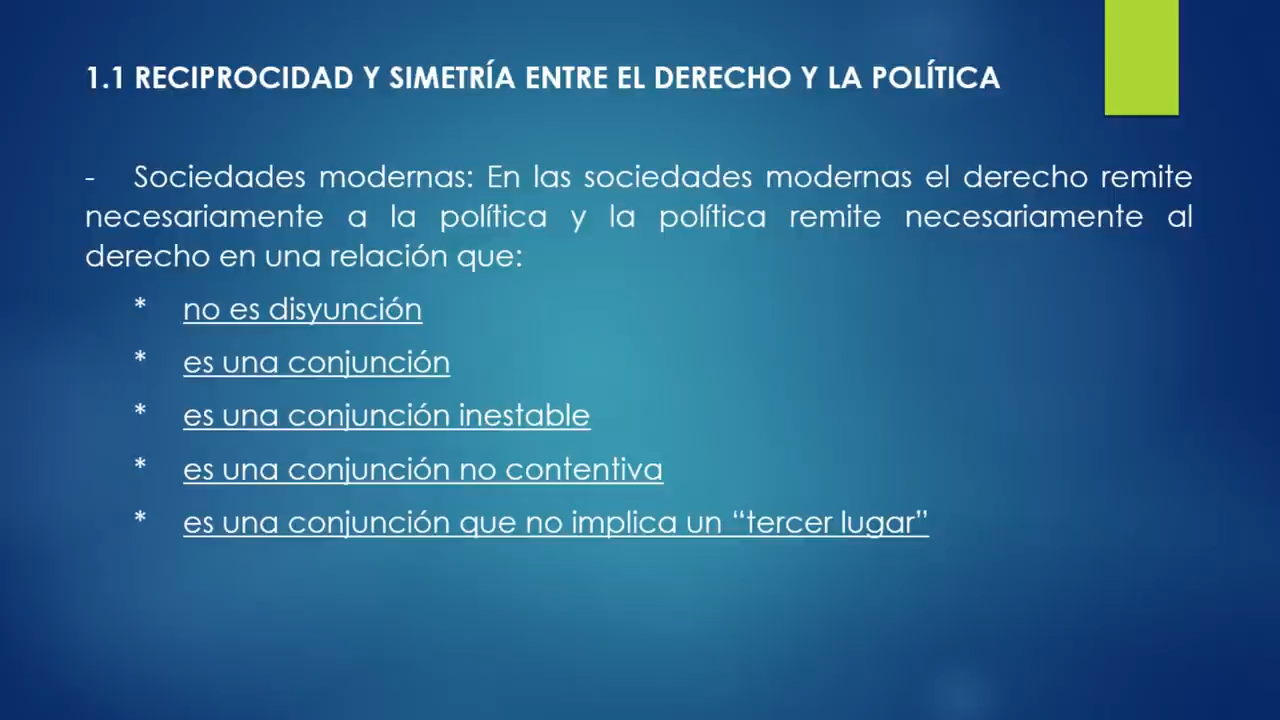 1.1 RECIPROCIDAD Y SIMETRÍA ENTRE EL DERECHO Y LA POLÍTICA
- Sociedades modernas: En las sociedades modernas el derecho remite
necesariamente a la política y la política remite necesariamente al
derecho en una relación que:
* no es disyunción
* es una conjunción
* es una conjunción inestable
* es una conjunción no contentiva
* es una conjunción que no implica un “tercer lugar”